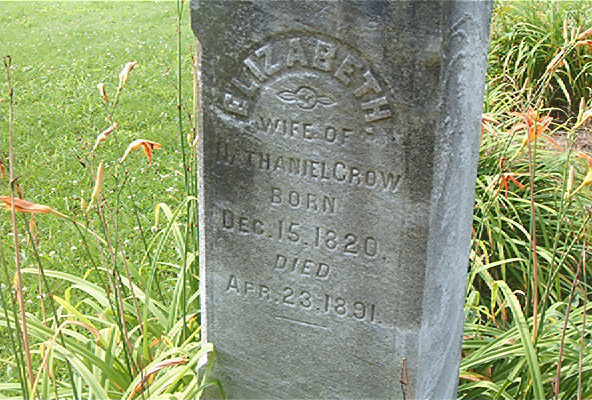 ELIZABETH,
WIFE OF
NATHANIEL CROW
BORN
DEC. 15. 1820.
DIED
APR. 23. 1891.